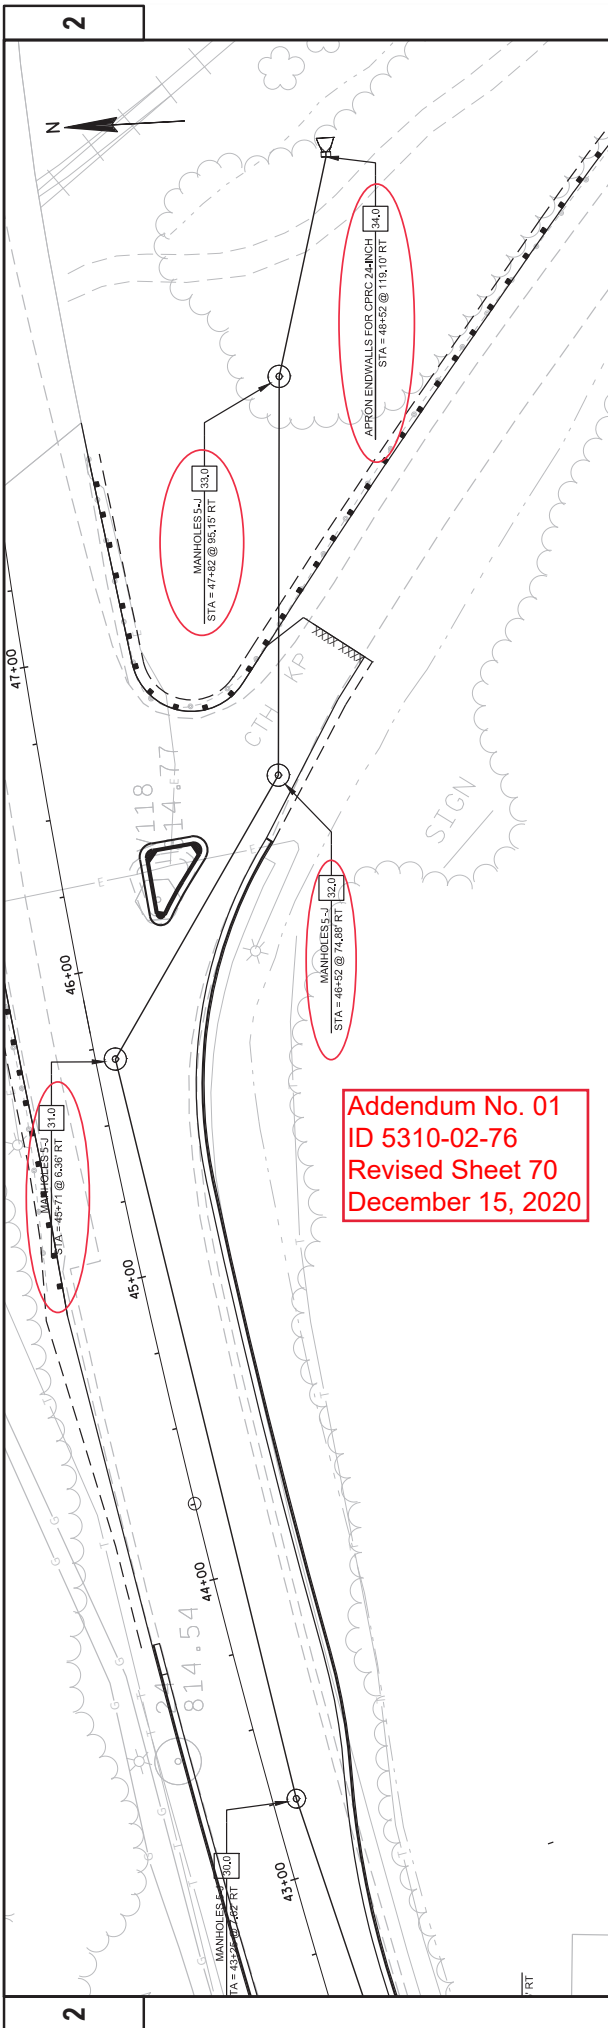 2
N
34.0
APRON ENDWALLS FOR CPRC 24-INCH
STA = 48+52 @ 119.10' RT
33.0
MANHOLES 5-J
STA = 47+82 @ 95.15' RT
47+00
CTH KP
E
SIGN
E
E
32.0
MANHOLES 5-J
STA = 46+52 @ 74.88' RT
46+00
31.0
MANHOLES 5-J
STA = 45+71 @ 6.36' RT
Addendum No. 01
ID 5310-02-76
Revised Sheet 70
December 15, 2020
45+00
44+00
814.54
G
G
T
T
30.0
MANHOLES 5-J
43+00
' RT
2